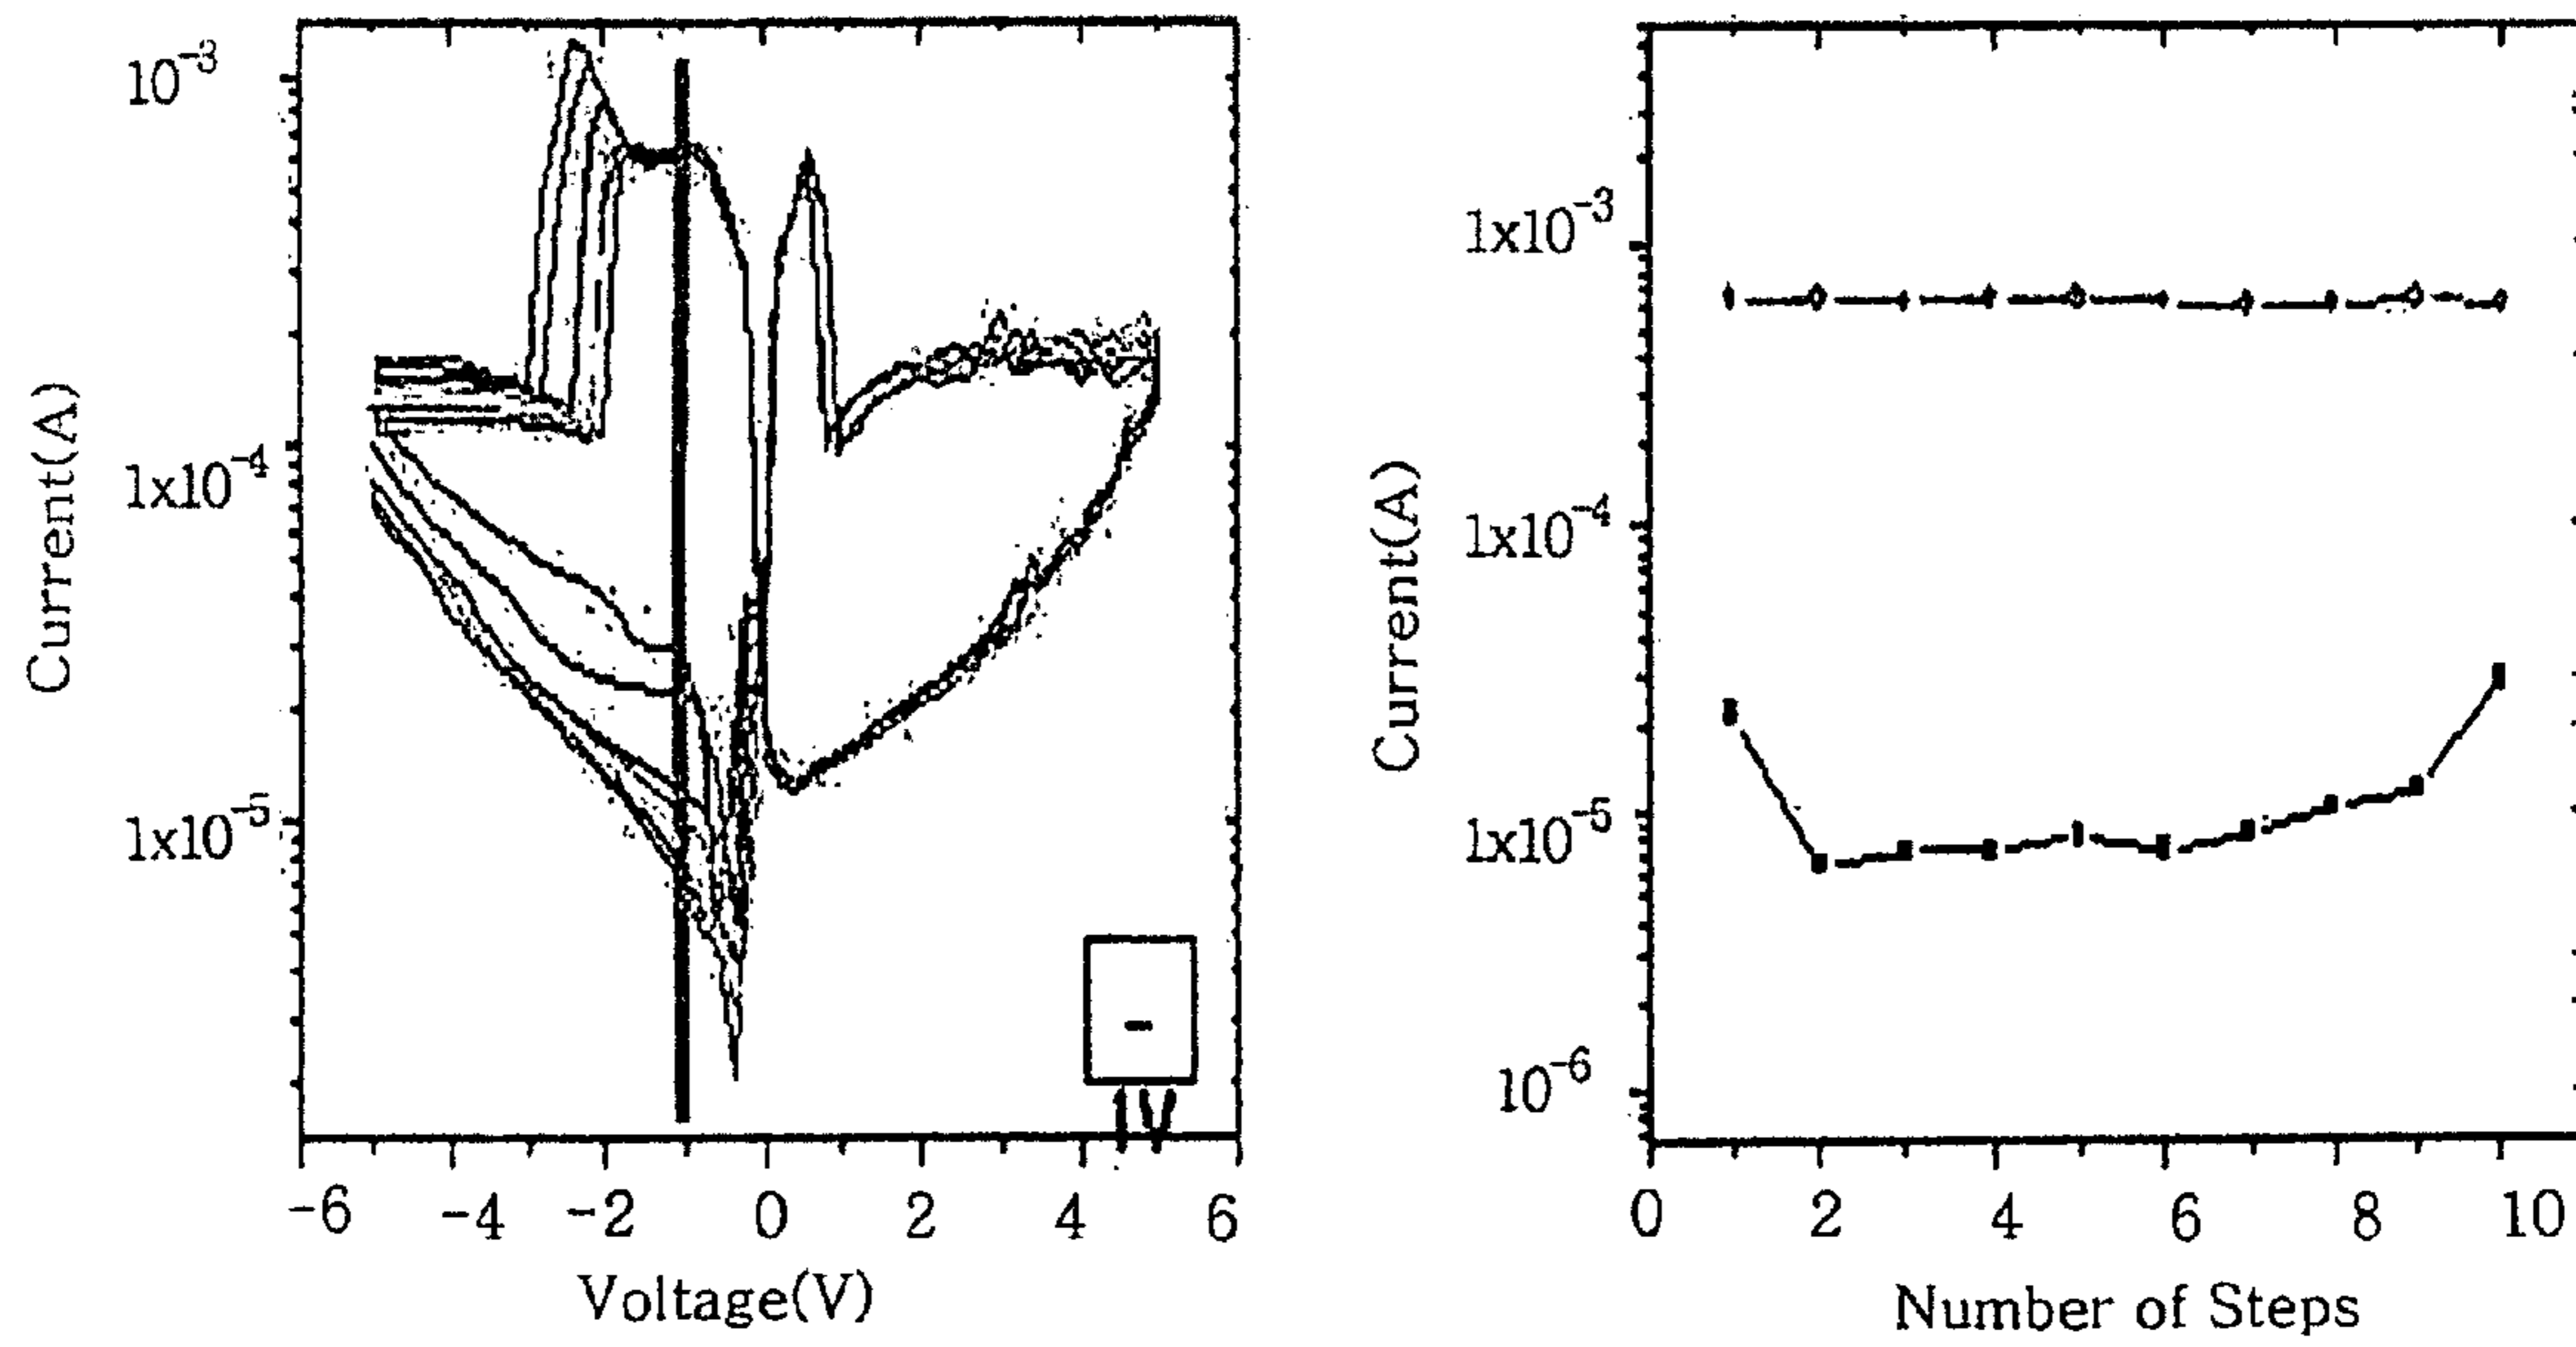 10⁻³
1x10⁻⁴
1x10⁻⁵
Current(A)
-6 -4 -2 0 2 4 6
Voltage(V)
-
1V
1x10⁻³
1x10⁻⁴
1x10⁻⁵
10⁻⁶
Current(A)
0 2 4 6 8 10
Number of Steps